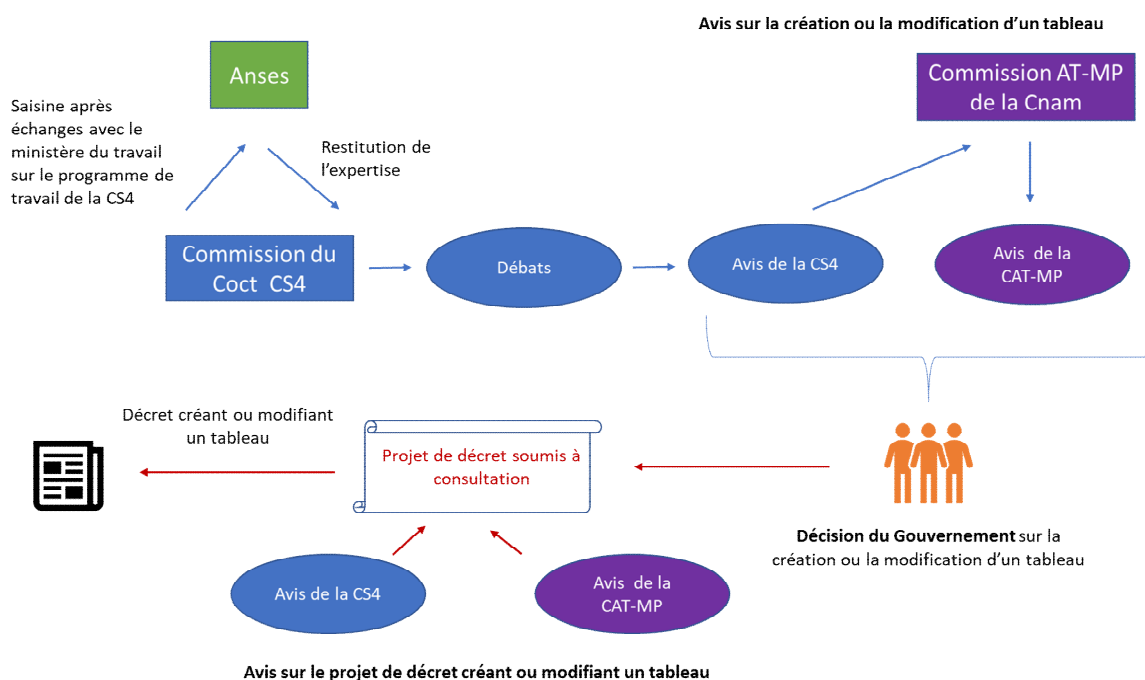 Avis sur la création ou la modification d’un tableau
Anses
Commission AT-MP
de la Cnam
Saisine après
échanges avec le
ministère du travail
sur le programme de
travail de la CS4
Restitution de
l’expertise
Commission du
Coct CS4
Débats
Avis de la CS4
Avis de la
CAT-MP
Décret créant ou modifiant
un tableau
Projet de décret soumis à
consultation
Décision du Gouvernement sur la
création ou la modification d’un tableau
Avis de la CS4
Avis de la
CAT-MP
Avis sur le projet de décret créant ou modifiant un tableau